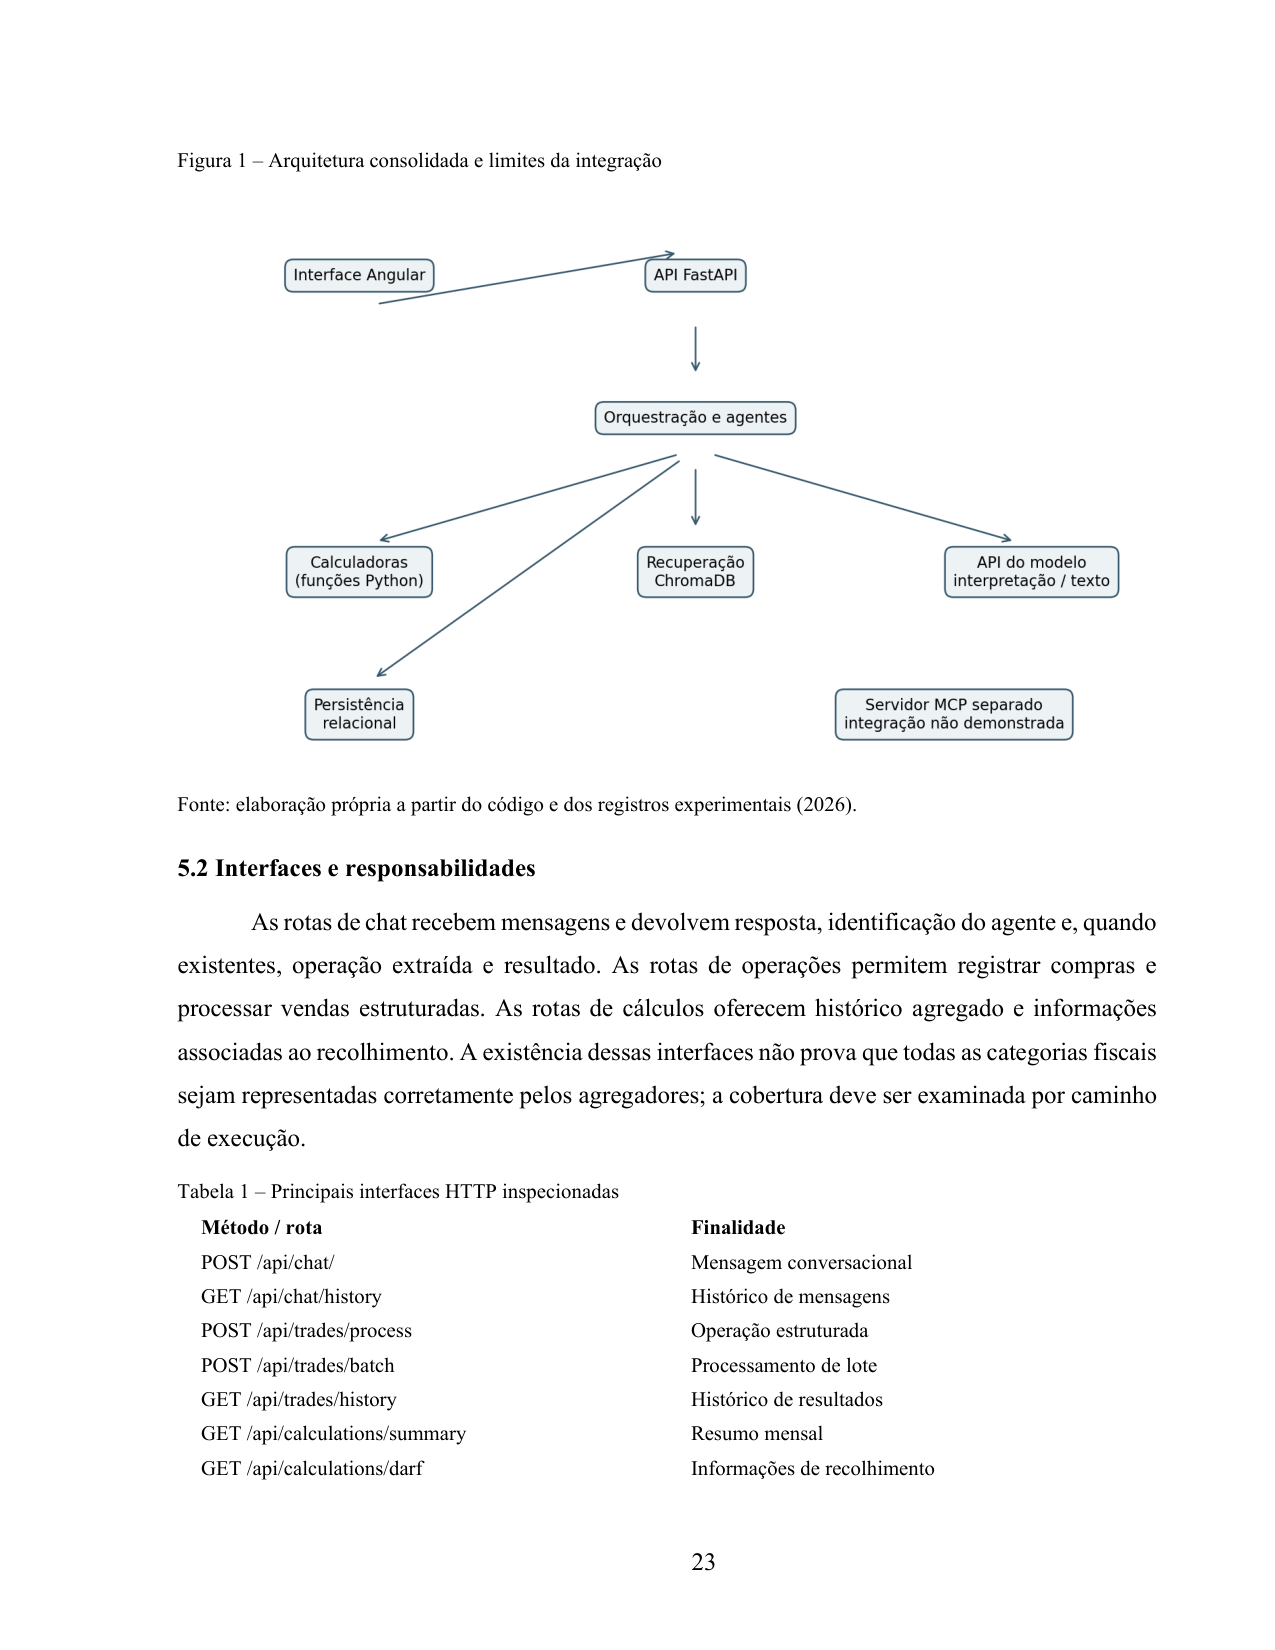 Figura 1 – Arquitetura consolidada e limites da integração
Interface Angular
API FastAPI
Orquestração e agentes
Calculadoras
(funções Python)
Recuperação
ChromaDB
API do modelo
interpretação / texto
Persistência
relacional
Servidor MCP separado
integração não demonstrada
Fonte: elaboração própria a partir do código e dos registros experimentais (2026).
5.2 Interfaces e responsabilidades
As rotas de chat recebem mensagens e devolvem resposta, identificação do agente e, quando
existentes, operação extraída e resultado. As rotas de operações permitem registrar compras e
processar vendas estruturadas. As rotas de cálculos oferecem histórico agregado e informações
associadas ao recolhimento. A existência dessas interfaces não prova que todas as categorias fiscais
sejam representadas corretamente pelos agregadores; a cobertura deve ser examinada por caminho
de execução.
Tabela 1 – Principais interfaces HTTP inspecionadas
Método / rota Finalidade
POST /api/chat/ Mensagem conversacional
GET /api/chat/history Histórico de mensagens
POST /api/trades/process Operação estruturada
POST /api/trades/batch Processamento de lote
GET /api/trades/history Histórico de resultados
GET /api/calculations/summary Resumo mensal
GET /api/calculations/darf Informações de recolhimento
23